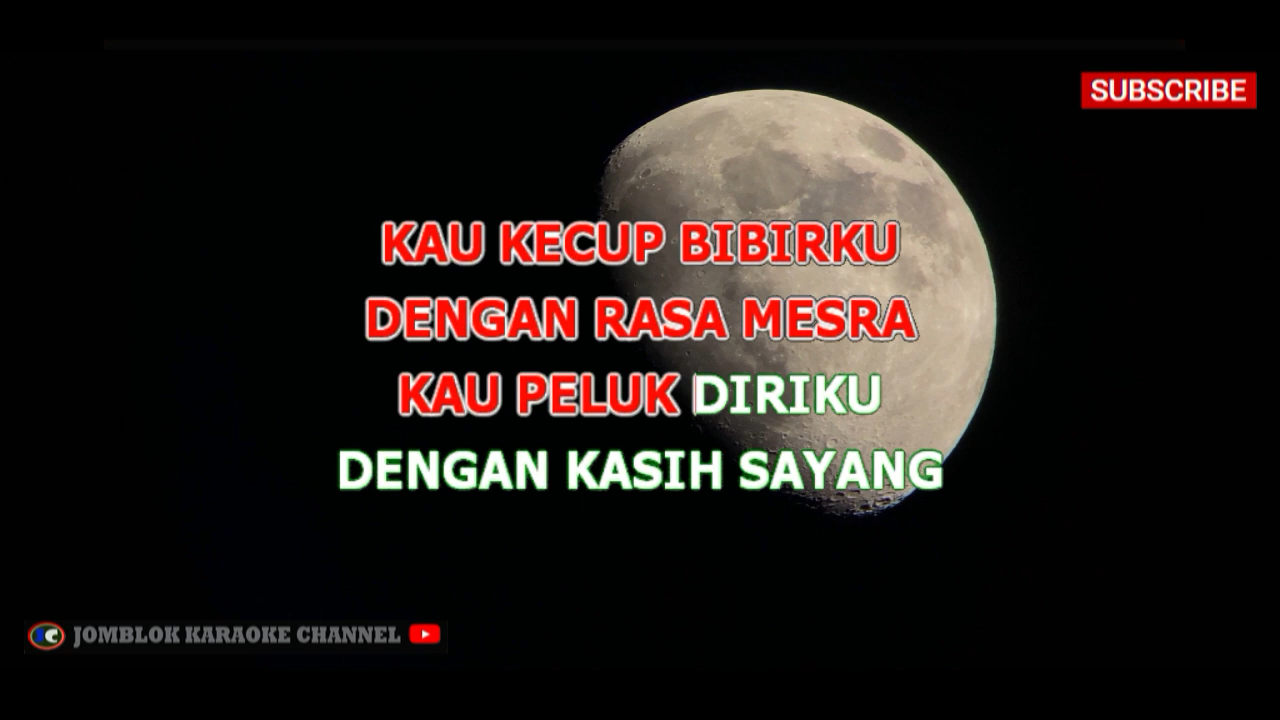 SUBSCRIBE
KAU KECUP BIBIRKU
DENGAN RASA MESRA
KAU PELUK DIRIKU
DENGAN KASIH SAYANG
JOMBLOK KARAOKE CHANNEL